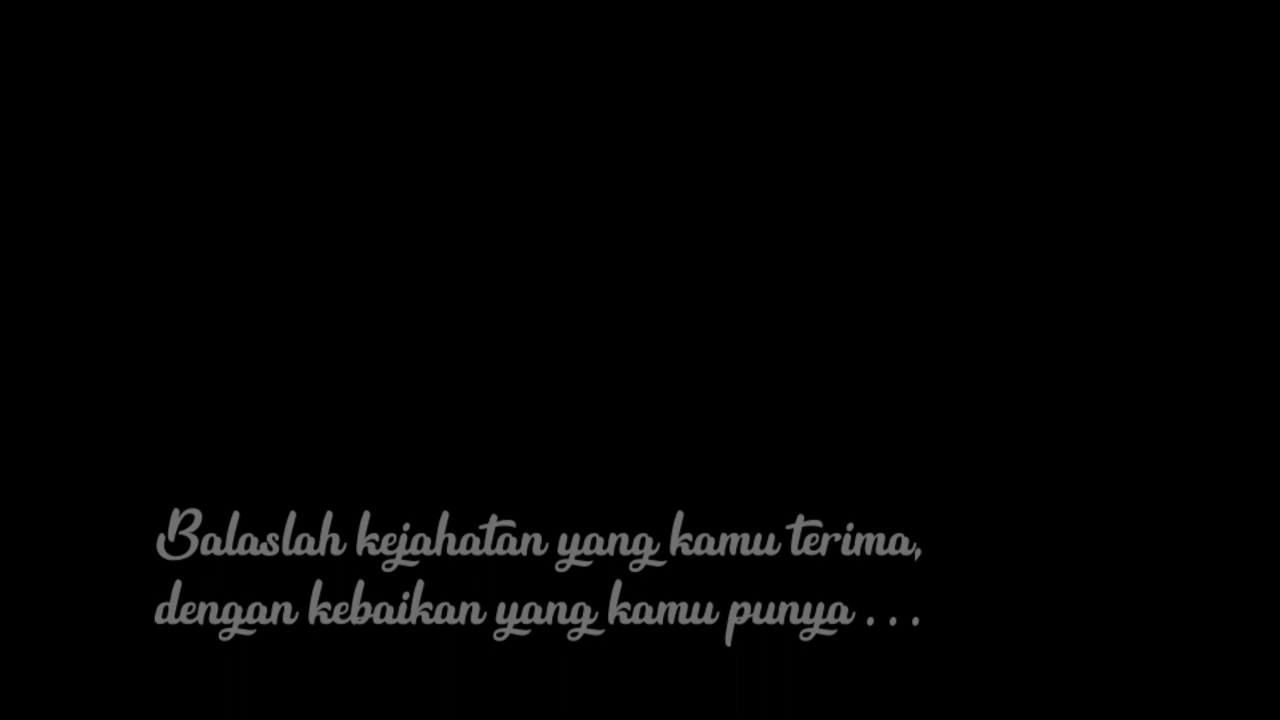 Balaslah kejahatan yang kamu terima,
dengan kebaikan yang kamu punya . . .